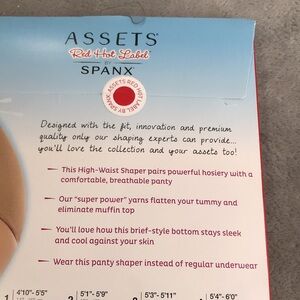 ASSETS®
Red Hot Label™
BY
SPANX®
ASSETS RED HOT LABEL BY SPANX
Designed with the fit, innovation and premium
quality only our shaping experts can provide...
you'll love the collection and your assets too!
— This High-Waist Shaper pairs powerful hosiery with a
comfortable, breathable panty
— Our "super power" yarns flatten your tummy and
eliminate muffin top
— You'll love how this brief-style bottom stays sleek
and cool against your skin
— Wear this panty shaper instead of regular underwear
1 4'10"- 5'5" 2 5'1"- 5'9" 3 5'3"- 5'11" 5'4"- 6'0"